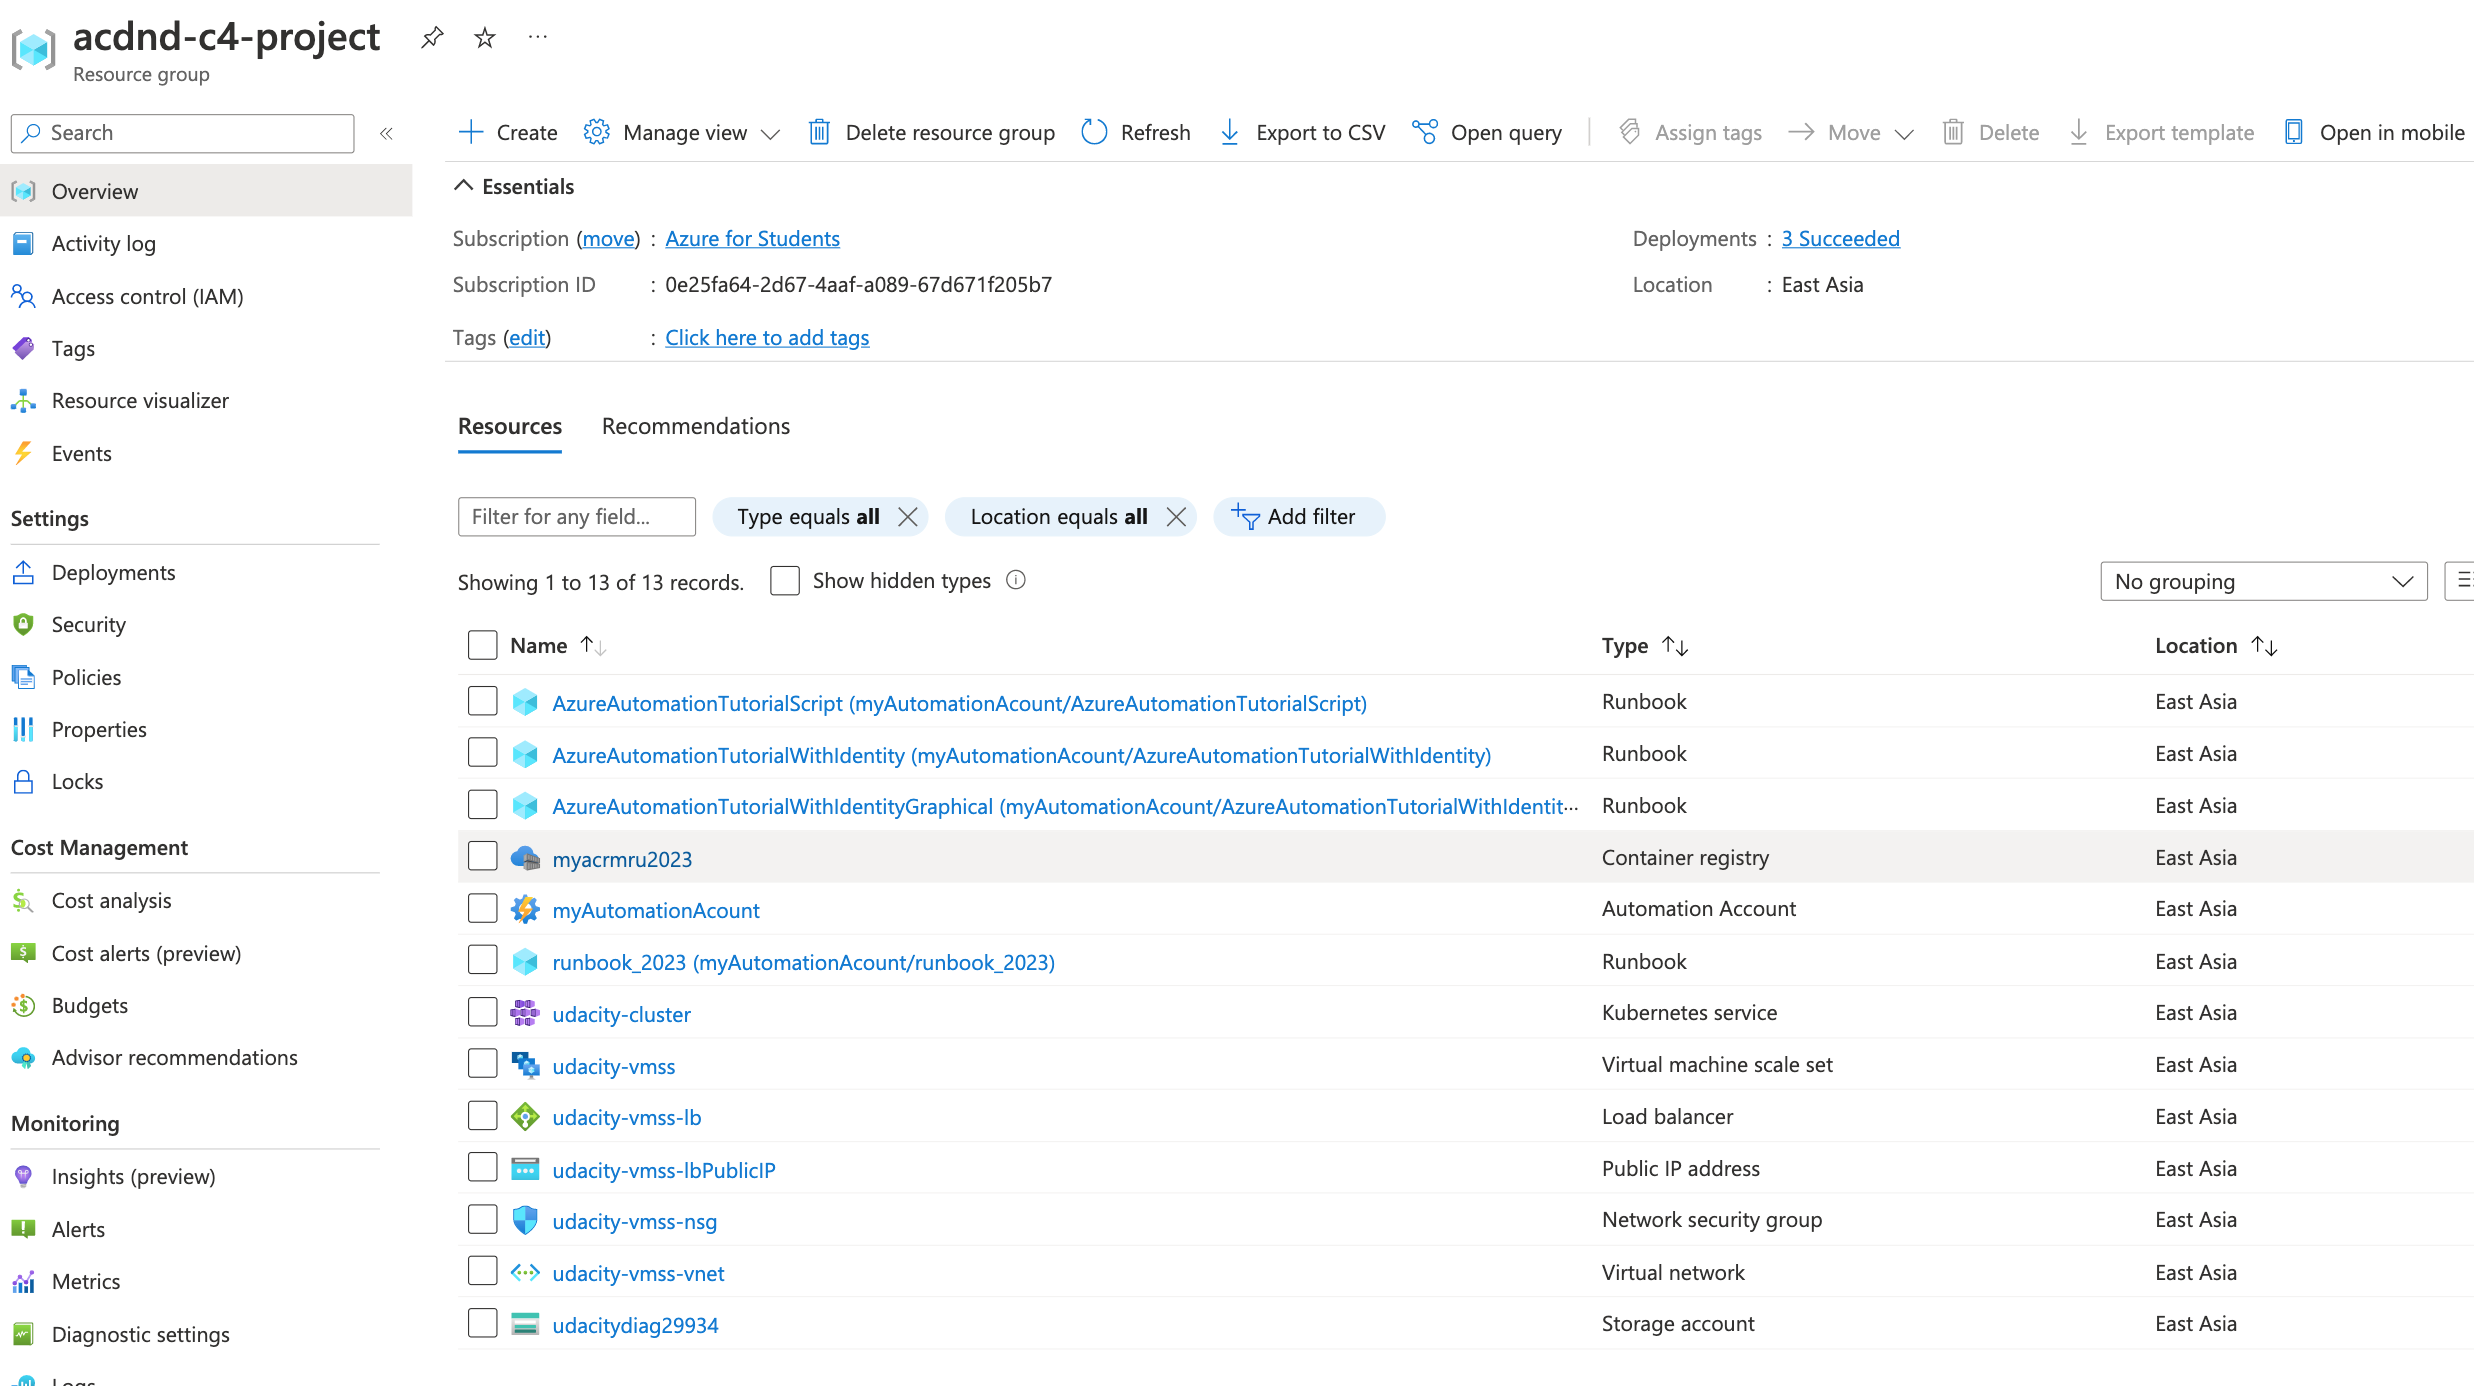 acdnd-c4-project
Resource group
Search
Overview
Activity log
Access control (IAM)
Tags
Resource visualizer
Events
Settings
Deployments
Security
Policies
Properties
Locks
Cost Management
Cost analysis
Cost alerts (preview)
Budgets
Advisor recommendations
Monitoring
Insights (preview)
Alerts
Metrics
Diagnostic settings
Logs
Create Manage view Delete resource group Refresh Export to CSV Open query Assign tags Move Delete Export template Open in mobile
Essentials
Subscription (move) : Azure for Students
Deployments : 3 Succeeded
Subscription ID : 0e25fa64-2d67-4aaf-a089-67d671f205b7
Location : East Asia
Tags (edit) : Click here to add tags
Resources Recommendations
Filter for any field... Type equals all Location equals all Add filter
Showing 1 to 13 of 13 records. Show hidden types No grouping
Name Type Location
AzureAutomationTutorialScript (myAutomationAcount/AzureAutomationTutorialScript) Runbook East Asia
AzureAutomationTutorialWithIdentity (myAutomationAcount/AzureAutomationTutorialWithIdentity) Runbook East Asia
AzureAutomationTutorialWithIdentityGraphical (myAutomationAcount/AzureAutomationTutorialWithIdentit... Runbook East Asia
myacrmru2023 Container registry East Asia
myAutomationAcount Automation Account East Asia
runbook_2023 (myAutomationAcount/runbook_2023) Runbook East Asia
udacity-cluster Kubernetes service East Asia
udacity-vmss Virtual machine scale set East Asia
udacity-vmss-lb Load balancer East Asia
udacity-vmss-lbPublicIP Public IP address East Asia
udacity-vmss-nsg Network security group East Asia
udacity-vmss-vnet Virtual network East Asia
udacitydiag29934 Storage account East Asia